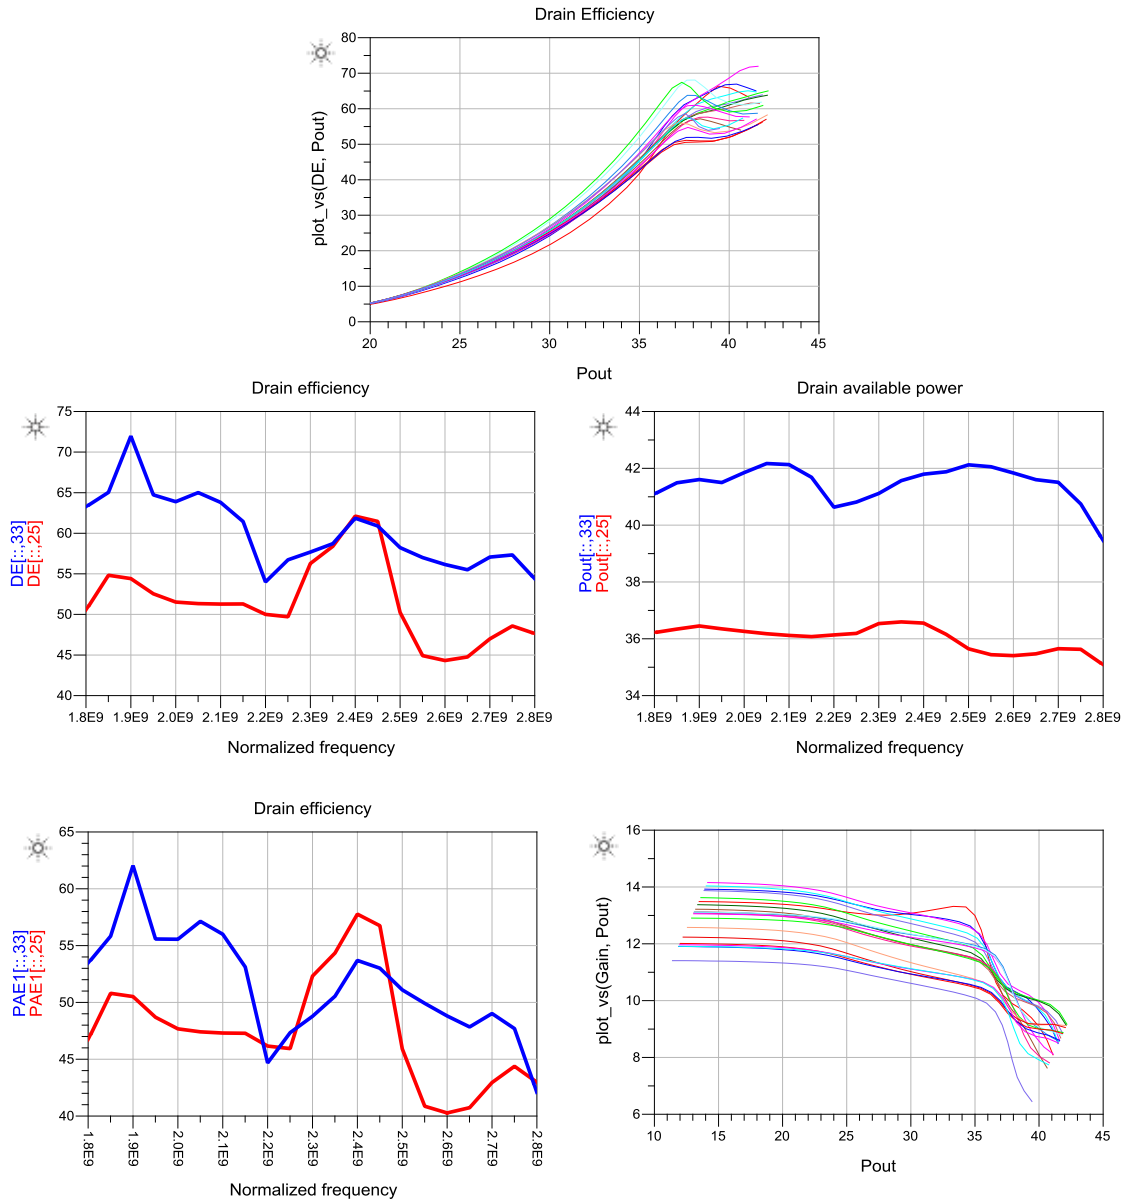 Drain Efficiency
plot_vs(DE, Pout)
80
70
60
50
40
30
20
10
0
20 25 30 35 40 45
Pout
Drain efficiency
DE[::,33]
DE[::,25]
75
70
65
60
55
50
45
40
1.8E9 1.9E9 2.0E9 2.1E9 2.2E9 2.3E9 2.4E9 2.5E9 2.6E9 2.7E9 2.8E9
Normalized frequency
Drain available power
Pout[::,33]
Pout[::,25]
44
42
40
38
36
34
1.8E9 1.9E9 2.0E9 2.1E9 2.2E9 2.3E9 2.4E9 2.5E9 2.6E9 2.7E9 2.8E9
Normalized frequency
Drain efficiency
PAE1[::,33]
PAE1[::,25]
65
60
55
50
45
40
1.8E9 1.9E9 2.0E9 2.1E9 2.2E9 2.3E9 2.4E9 2.5E9 2.6E9 2.7E9 2.8E9
Normalized frequency
plot_vs(Gain, Pout)
16
14
12
10
8
6
10 15 20 25 30 35 40 45
Pout